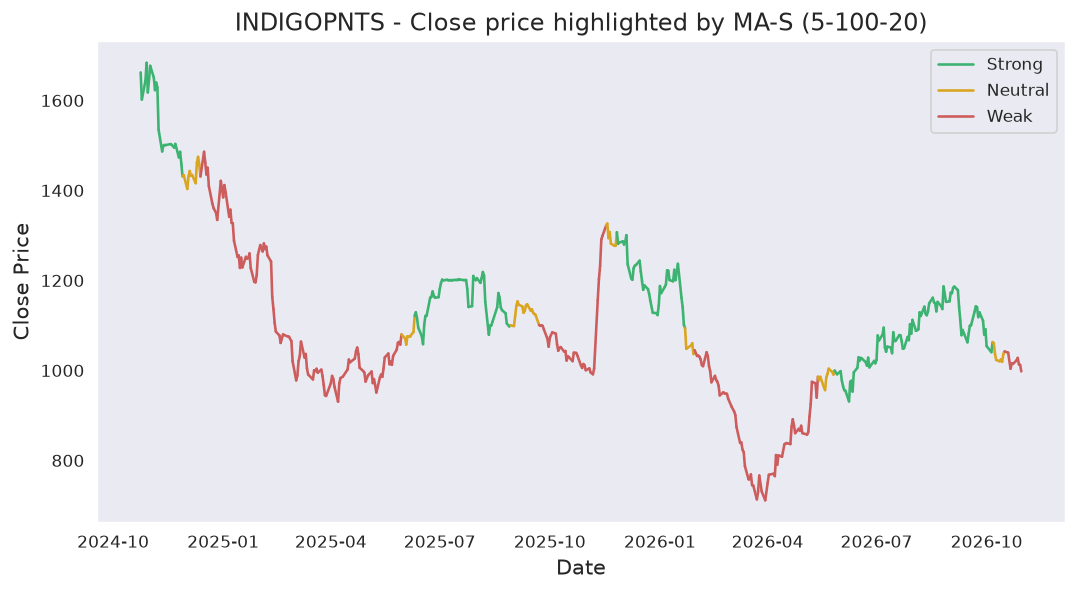 INDIGOPNTS - Close price highlighted by MA-S (5-100-20)
Strong
Neutral
Weak
Close Price
1600
1400
1200
1000
800
2024-10 2025-01 2025-04 2025-07 2025-10 2026-01 2026-04 2026-07 2026-10
Date